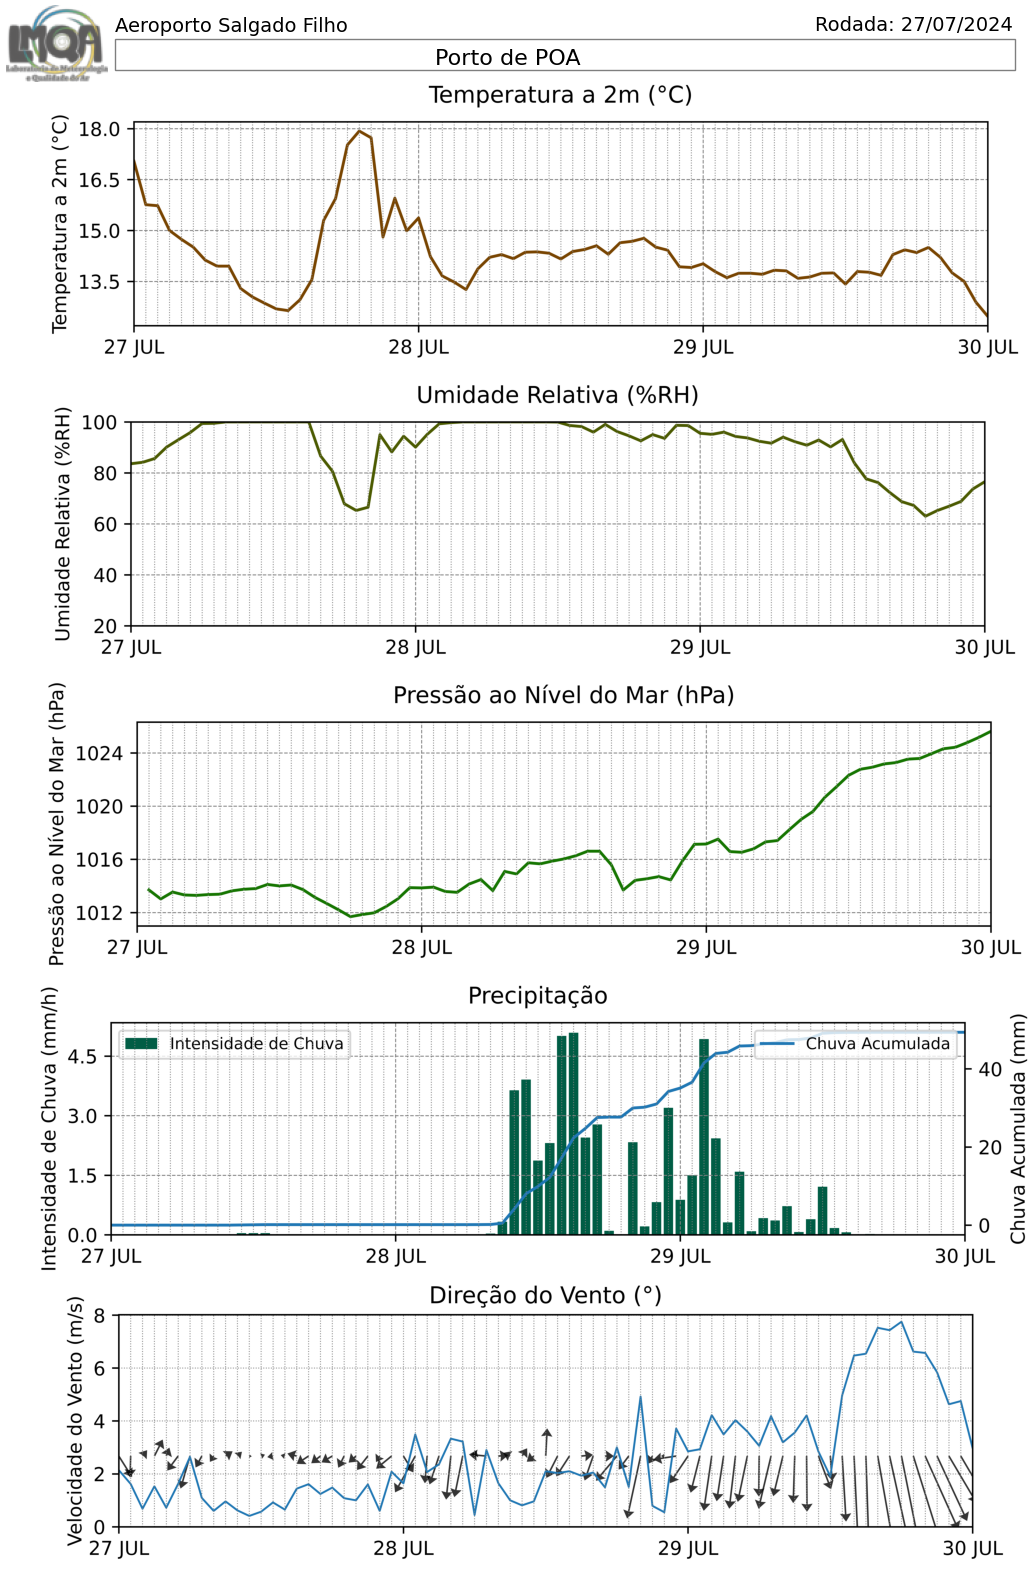 LMQA
Laboratório de Meteorologia
e Qualidade do Ar
Aeroporto Salgado Filho
Rodada: 27/07/2024
Porto de POA
Temperatura a 2m (°C)
Temperatura a 2m (°C)
18.0
16.5
15.0
13.5
27 JUL 28 JUL 29 JUL 30 JUL
Umidade Relativa (%RH)
Umidade Relativa (%RH)
100
80
60
40
20
27 JUL 28 JUL 29 JUL 30 JUL
Pressão ao Nível do Mar (hPa)
Pressão ao Nível do Mar (hPa)
1024
1020
1016
1012
27 JUL 28 JUL 29 JUL 30 JUL
Precipitação
Intensidade de Chuva (mm/h)
4.5
3.0
1.5
0.0
Intensidade de Chuva
Chuva Acumulada
40
20
0
Chuva Acumulada (mm)
27 JUL 28 JUL 29 JUL 30 JUL
Direção do Vento (°)
Velocidade do Vento (m/s)
8
6
4
2
0
27 JUL 28 JUL 29 JUL 30 JUL